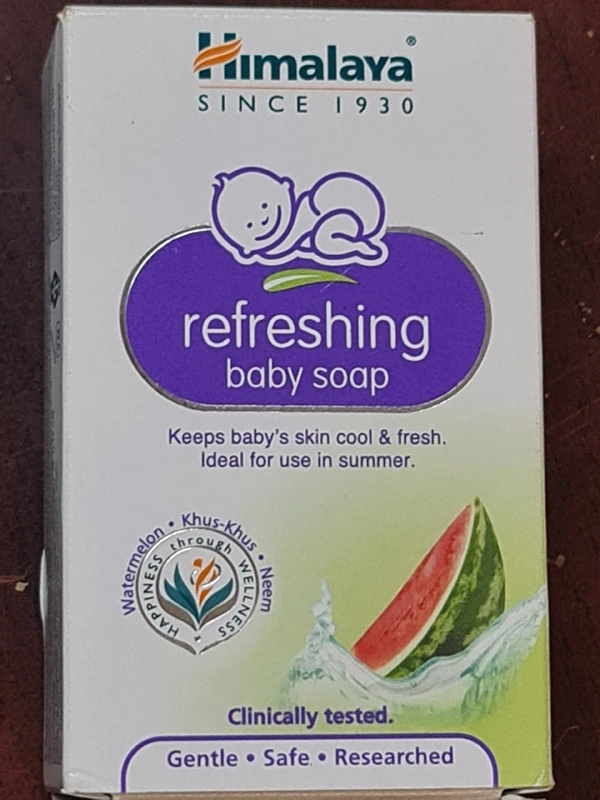 Himalaya®
SINCE 1930
refreshing
baby soap
Keeps baby's skin cool & fresh.
Ideal for use in summer.
Watermelon • Khus-Khus • Neem
HAPPINESS through WELLNESS
Clinically tested.
Gentle • Safe • Researched